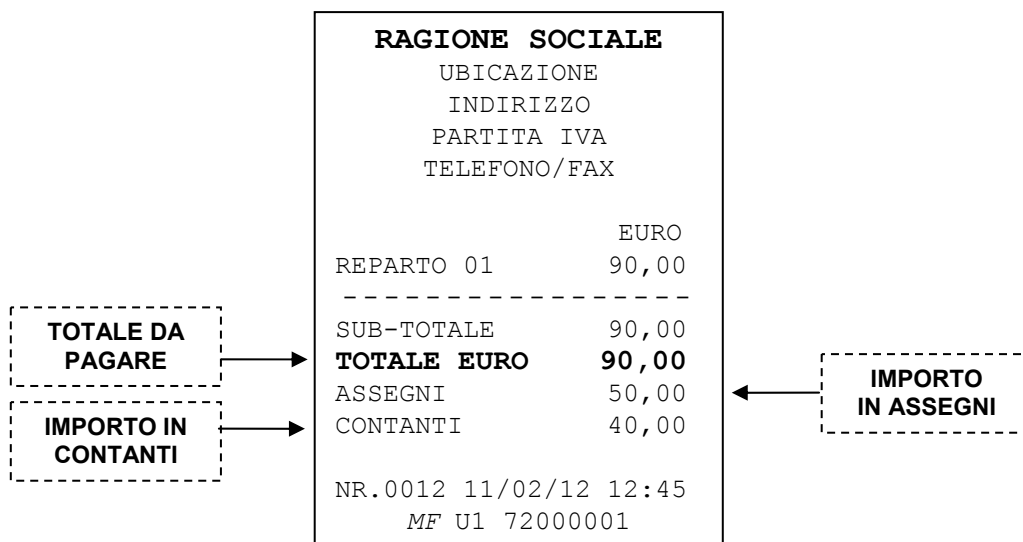 RAGIONE SOCIALE
UBICAZIONE
INDIRIZZO
PARTITA IVA
TELEFONO/FAX
EURO
REPARTO 01 90,00
- - - - - - - - - - - - - - - - -
SUB-TOTALE 90,00
TOTALE EURO 90,00
ASSEGNI 50,00
CONTANTI 40,00
NR.0012 11/02/12 12:45
MF U1 72000001
TOTALE DA
PAGARE
IMPORTO IN
CONTANTI
IMPORTO
IN ASSEGNI